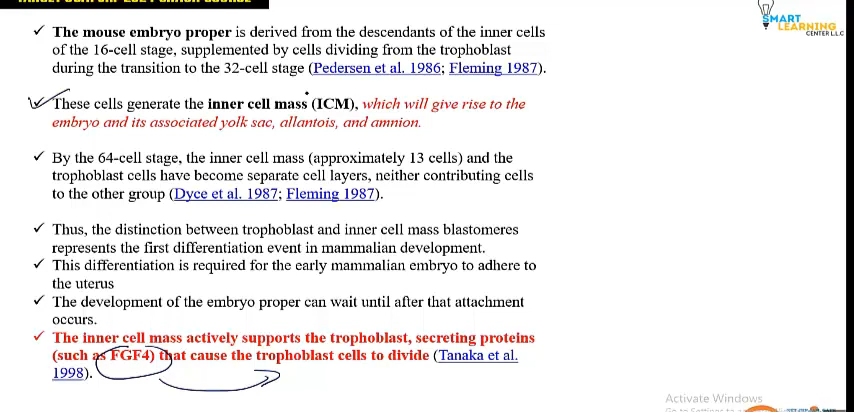 SMART
LEARNING
CENTER L.L.C
✓ The mouse embryo proper is derived from the descendants of the inner cells
of the 16-cell stage, supplemented by cells dividing from the trophoblast
during the transition to the 32-cell stage (Pedersen et al. 1986; Fleming 1987).
✓ These cells generate the inner cell mass (ICM), which will give rise to the
embryo and its associated yolk sac, allantois, and amnion.
✓ By the 64-cell stage, the inner cell mass (approximately 13 cells) and the
trophoblast cells have become separate cell layers, neither contributing cells
to the other group (Dyce et al. 1987; Fleming 1987).
✓ Thus, the distinction between trophoblast and inner cell mass blastomeres
represents the first differentiation event in mammalian development.
✓ This differentiation is required for the early mammalian embryo to adhere to
the uterus
✓ The development of the embryo proper can wait until after that attachment
occurs.
✓ The inner cell mass actively supports the trophoblast, secreting proteins
(such as FGF4) that cause the trophoblast cells to divide (Tanaka et al.
1998).
Activate Windows